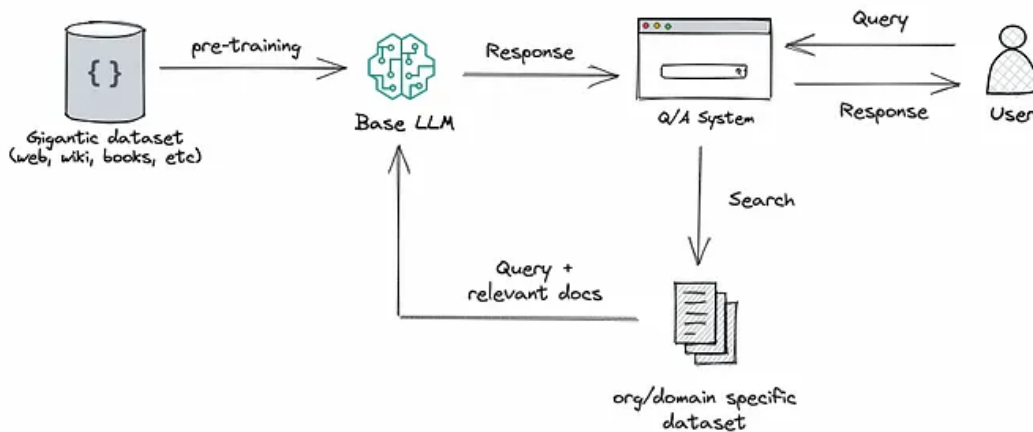 { }
pre-training
Response
Query
Response
Gigantic dataset
(web, wiki, books, etc)
Base LLM
Q/A System
User
Search
Query +
relevant docs
org/domain specific
dataset